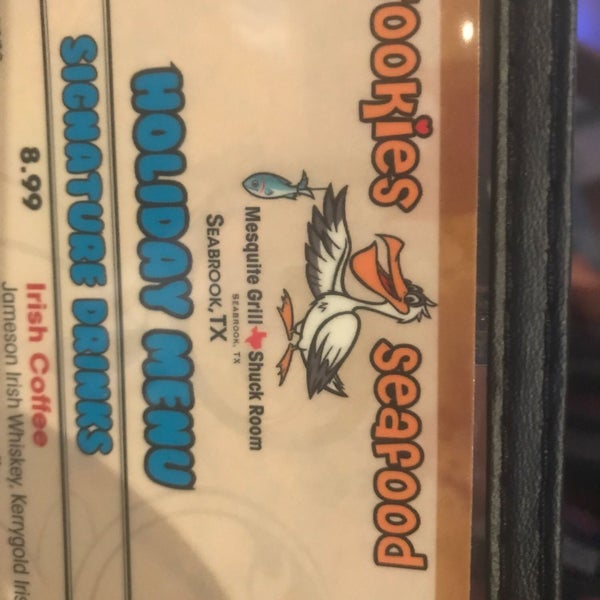 ookies seafood
Mesquite Grill Shuck Room
SEABROOK, TX
SEABROOK, TX
HOLIDAY MENU
SIGNATURE DRINKS
8.99 Irish Coffee
Jameson Irish Whiskey, Kerrygold Iris